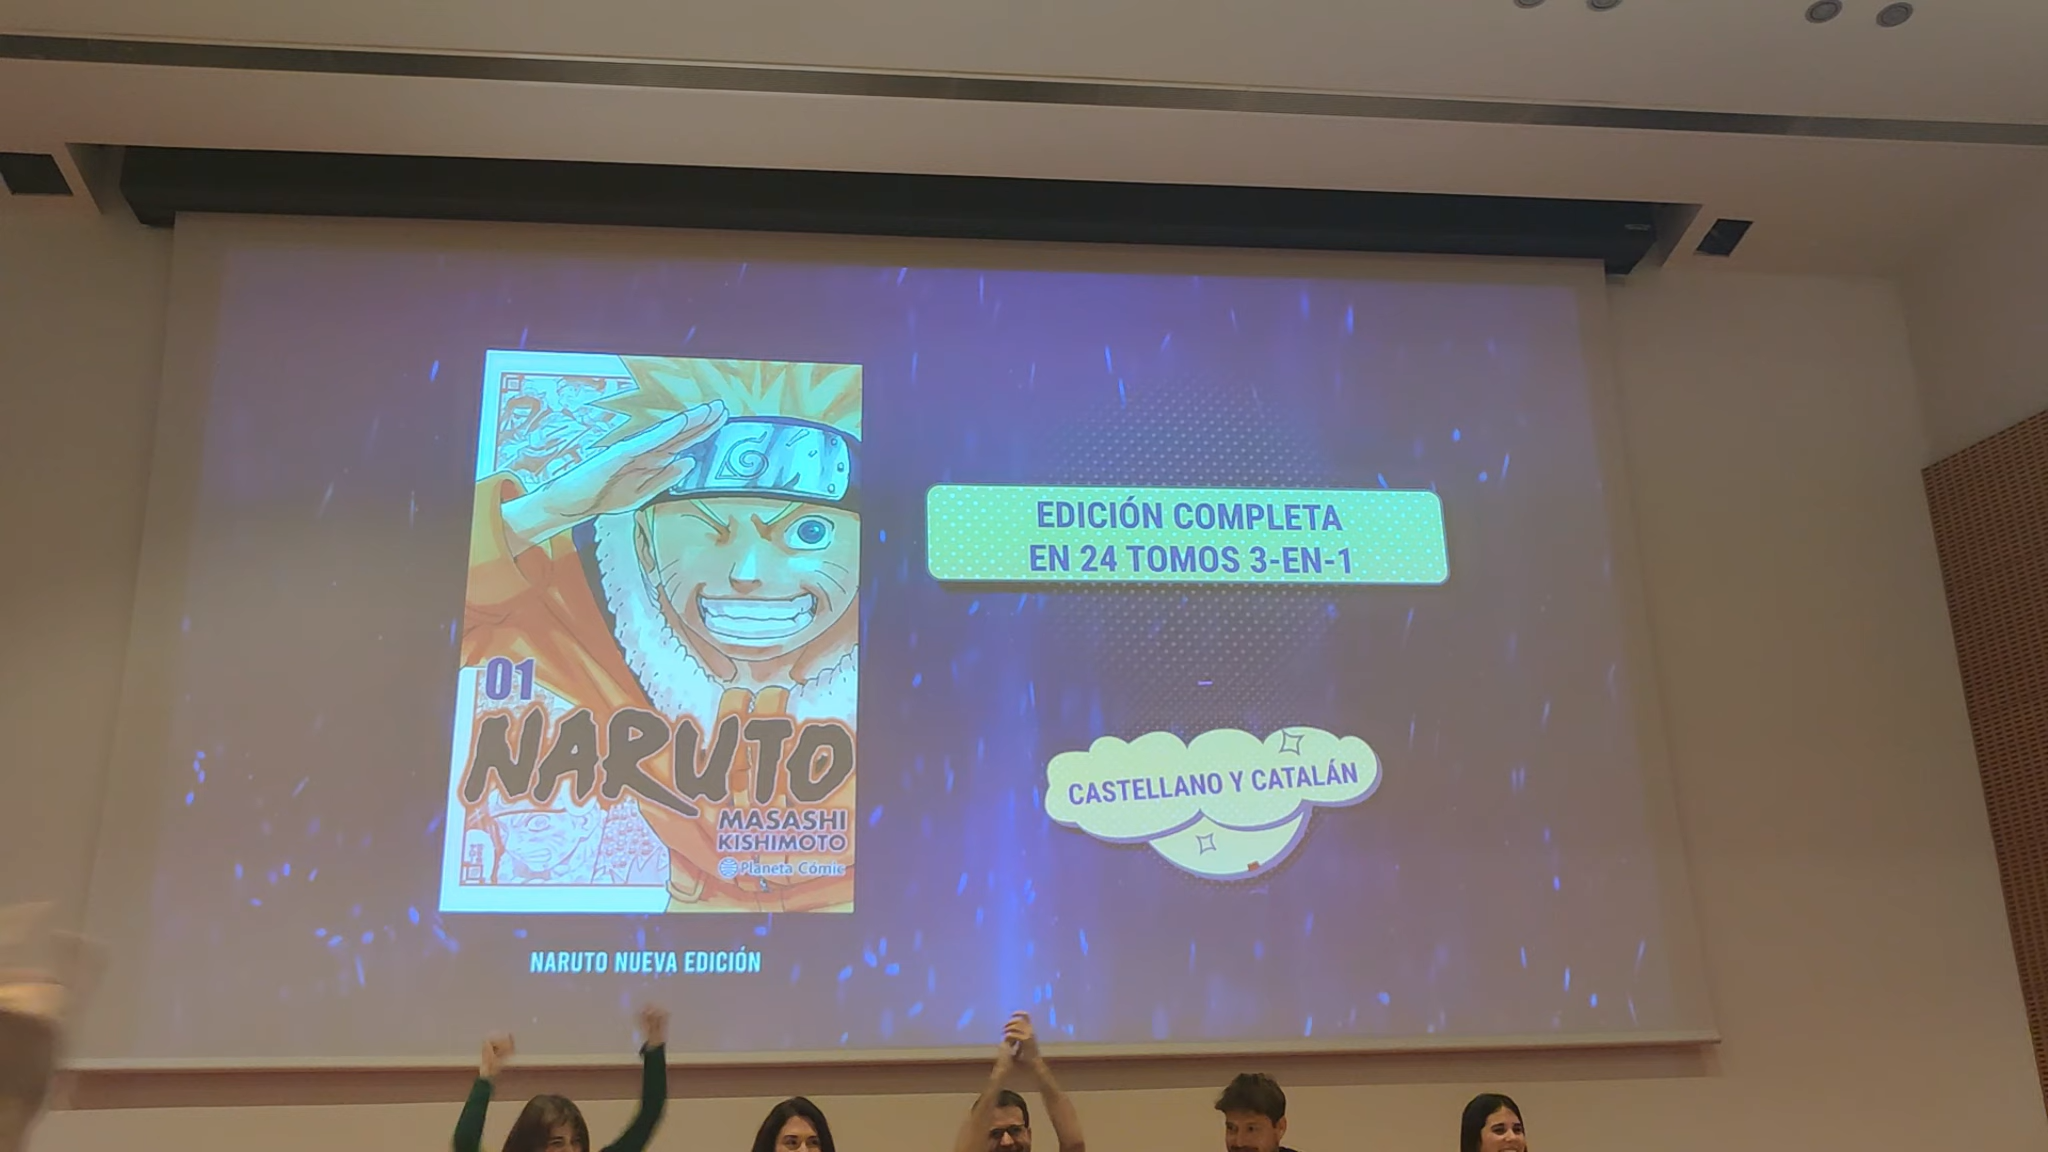 01
NARUTO
MASASHI
KISHIMOTO
Planeta Cómic
NARUTO NUEVA EDICIÓN
EDICIÓN COMPLETA
EN 24 TOMOS 3-EN-1
CASTELLANO Y CATALÁN